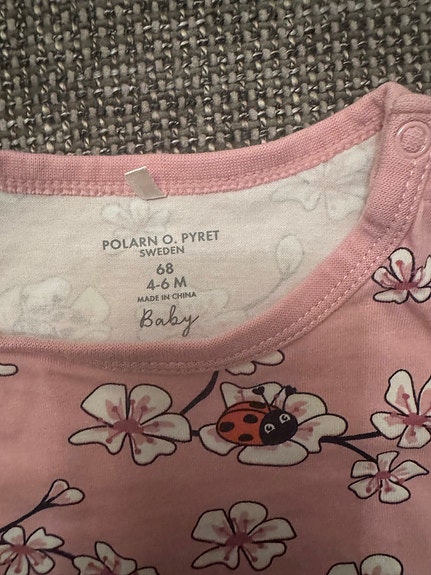 POLARN O. PYRET
SWEDEN
68
4-6 M
MADE IN CHINA
Baby